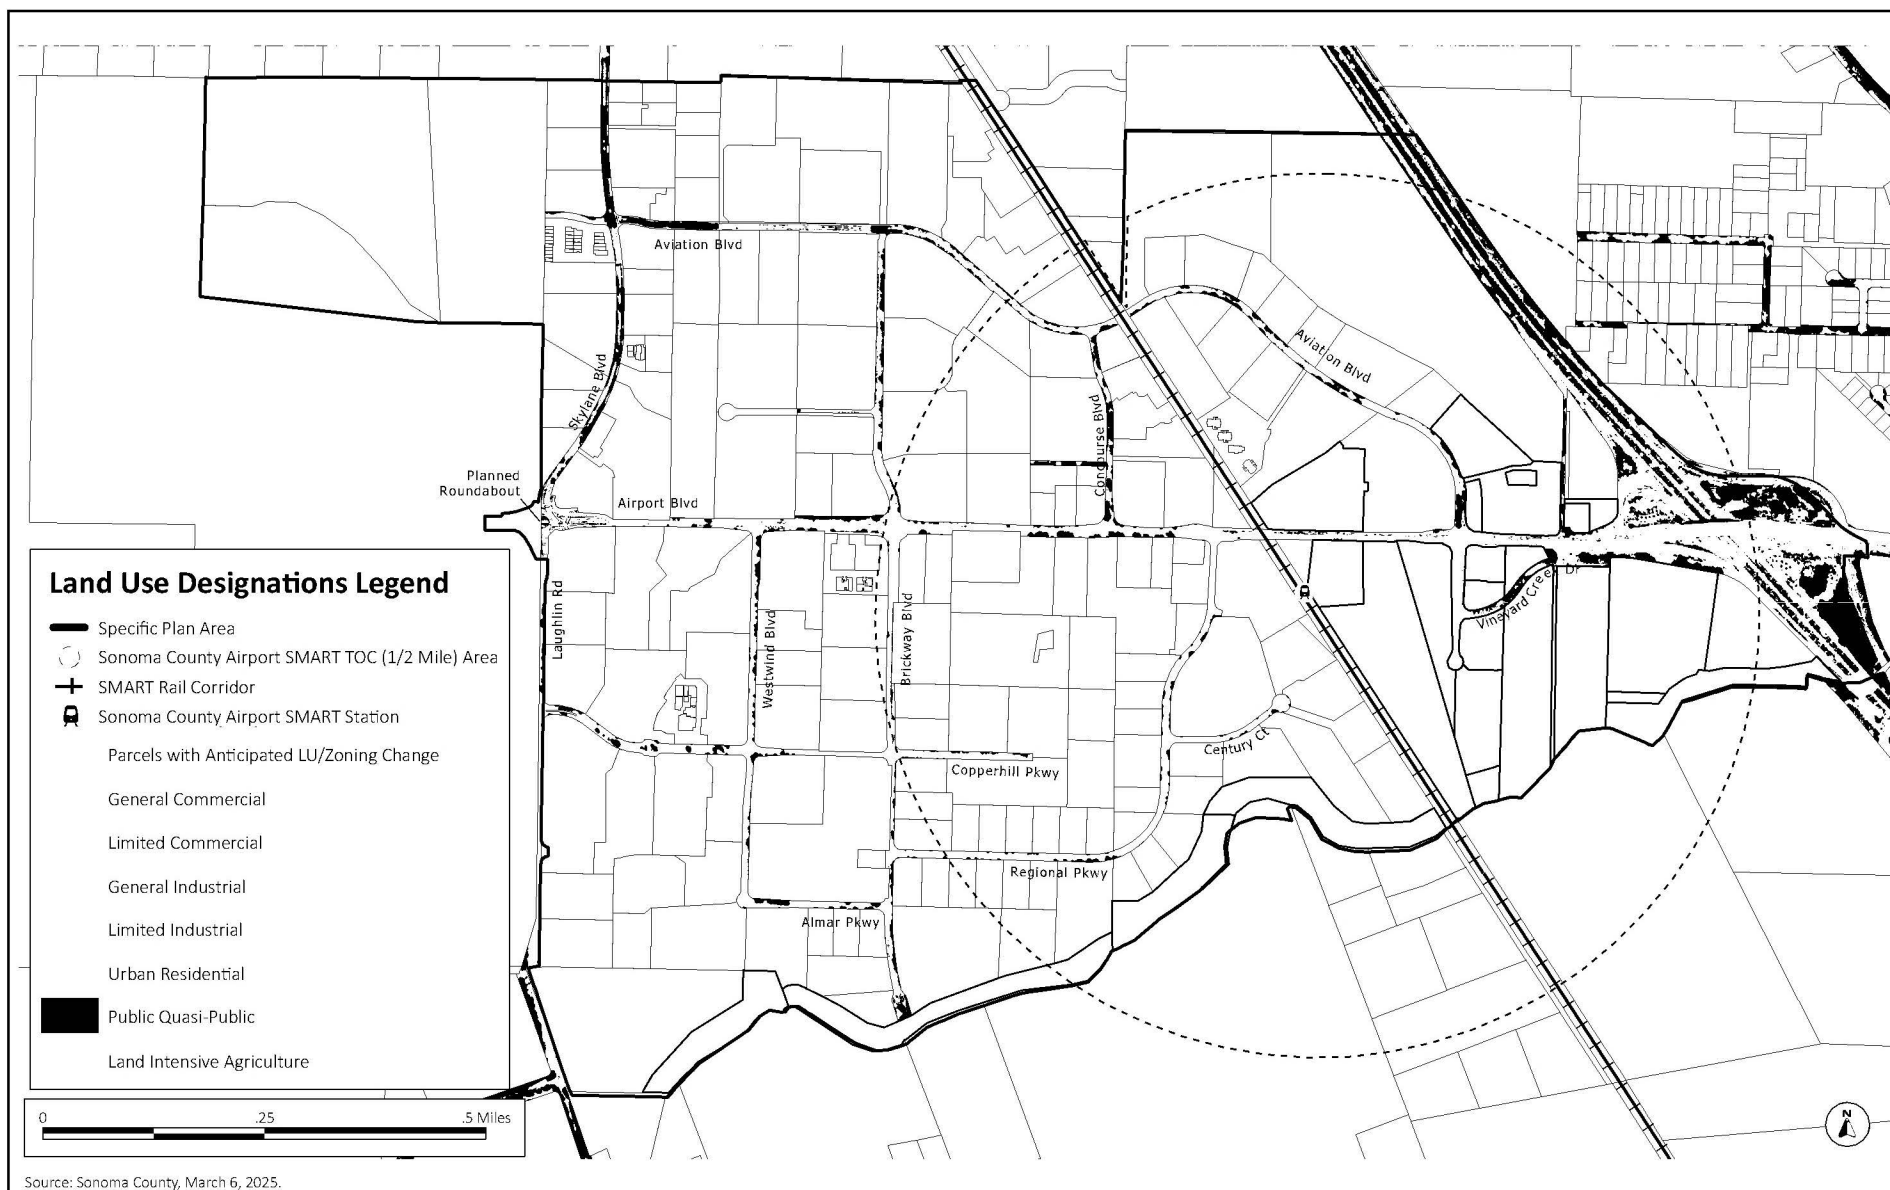 Aviation Blvd
Skylane Blvd
Aviation Blvd
Concourse Blvd
Planned
Roundabout
Airport Blvd
Laughlin Rd
Westwind Blvd
Brickway Blvd
Vineyard Creek Dr
Century Ct
Copperhill Pkwy
Regional Pkwy
Almar Pkwy
Land Use Designations Legend
Specific Plan Area
Sonoma County Airport SMART TOC (1/2 Mile) Area
SMART Rail Corridor
Sonoma County Airport SMART Station
Parcels with Anticipated LU/Zoning Change
General Commercial
Limited Commercial
General Industrial
Limited Industrial
Urban Residential
Public Quasi-Public
Land Intensive Agriculture
0 .25 .5 Miles
N
Source: Sonoma County, March 6, 2025.